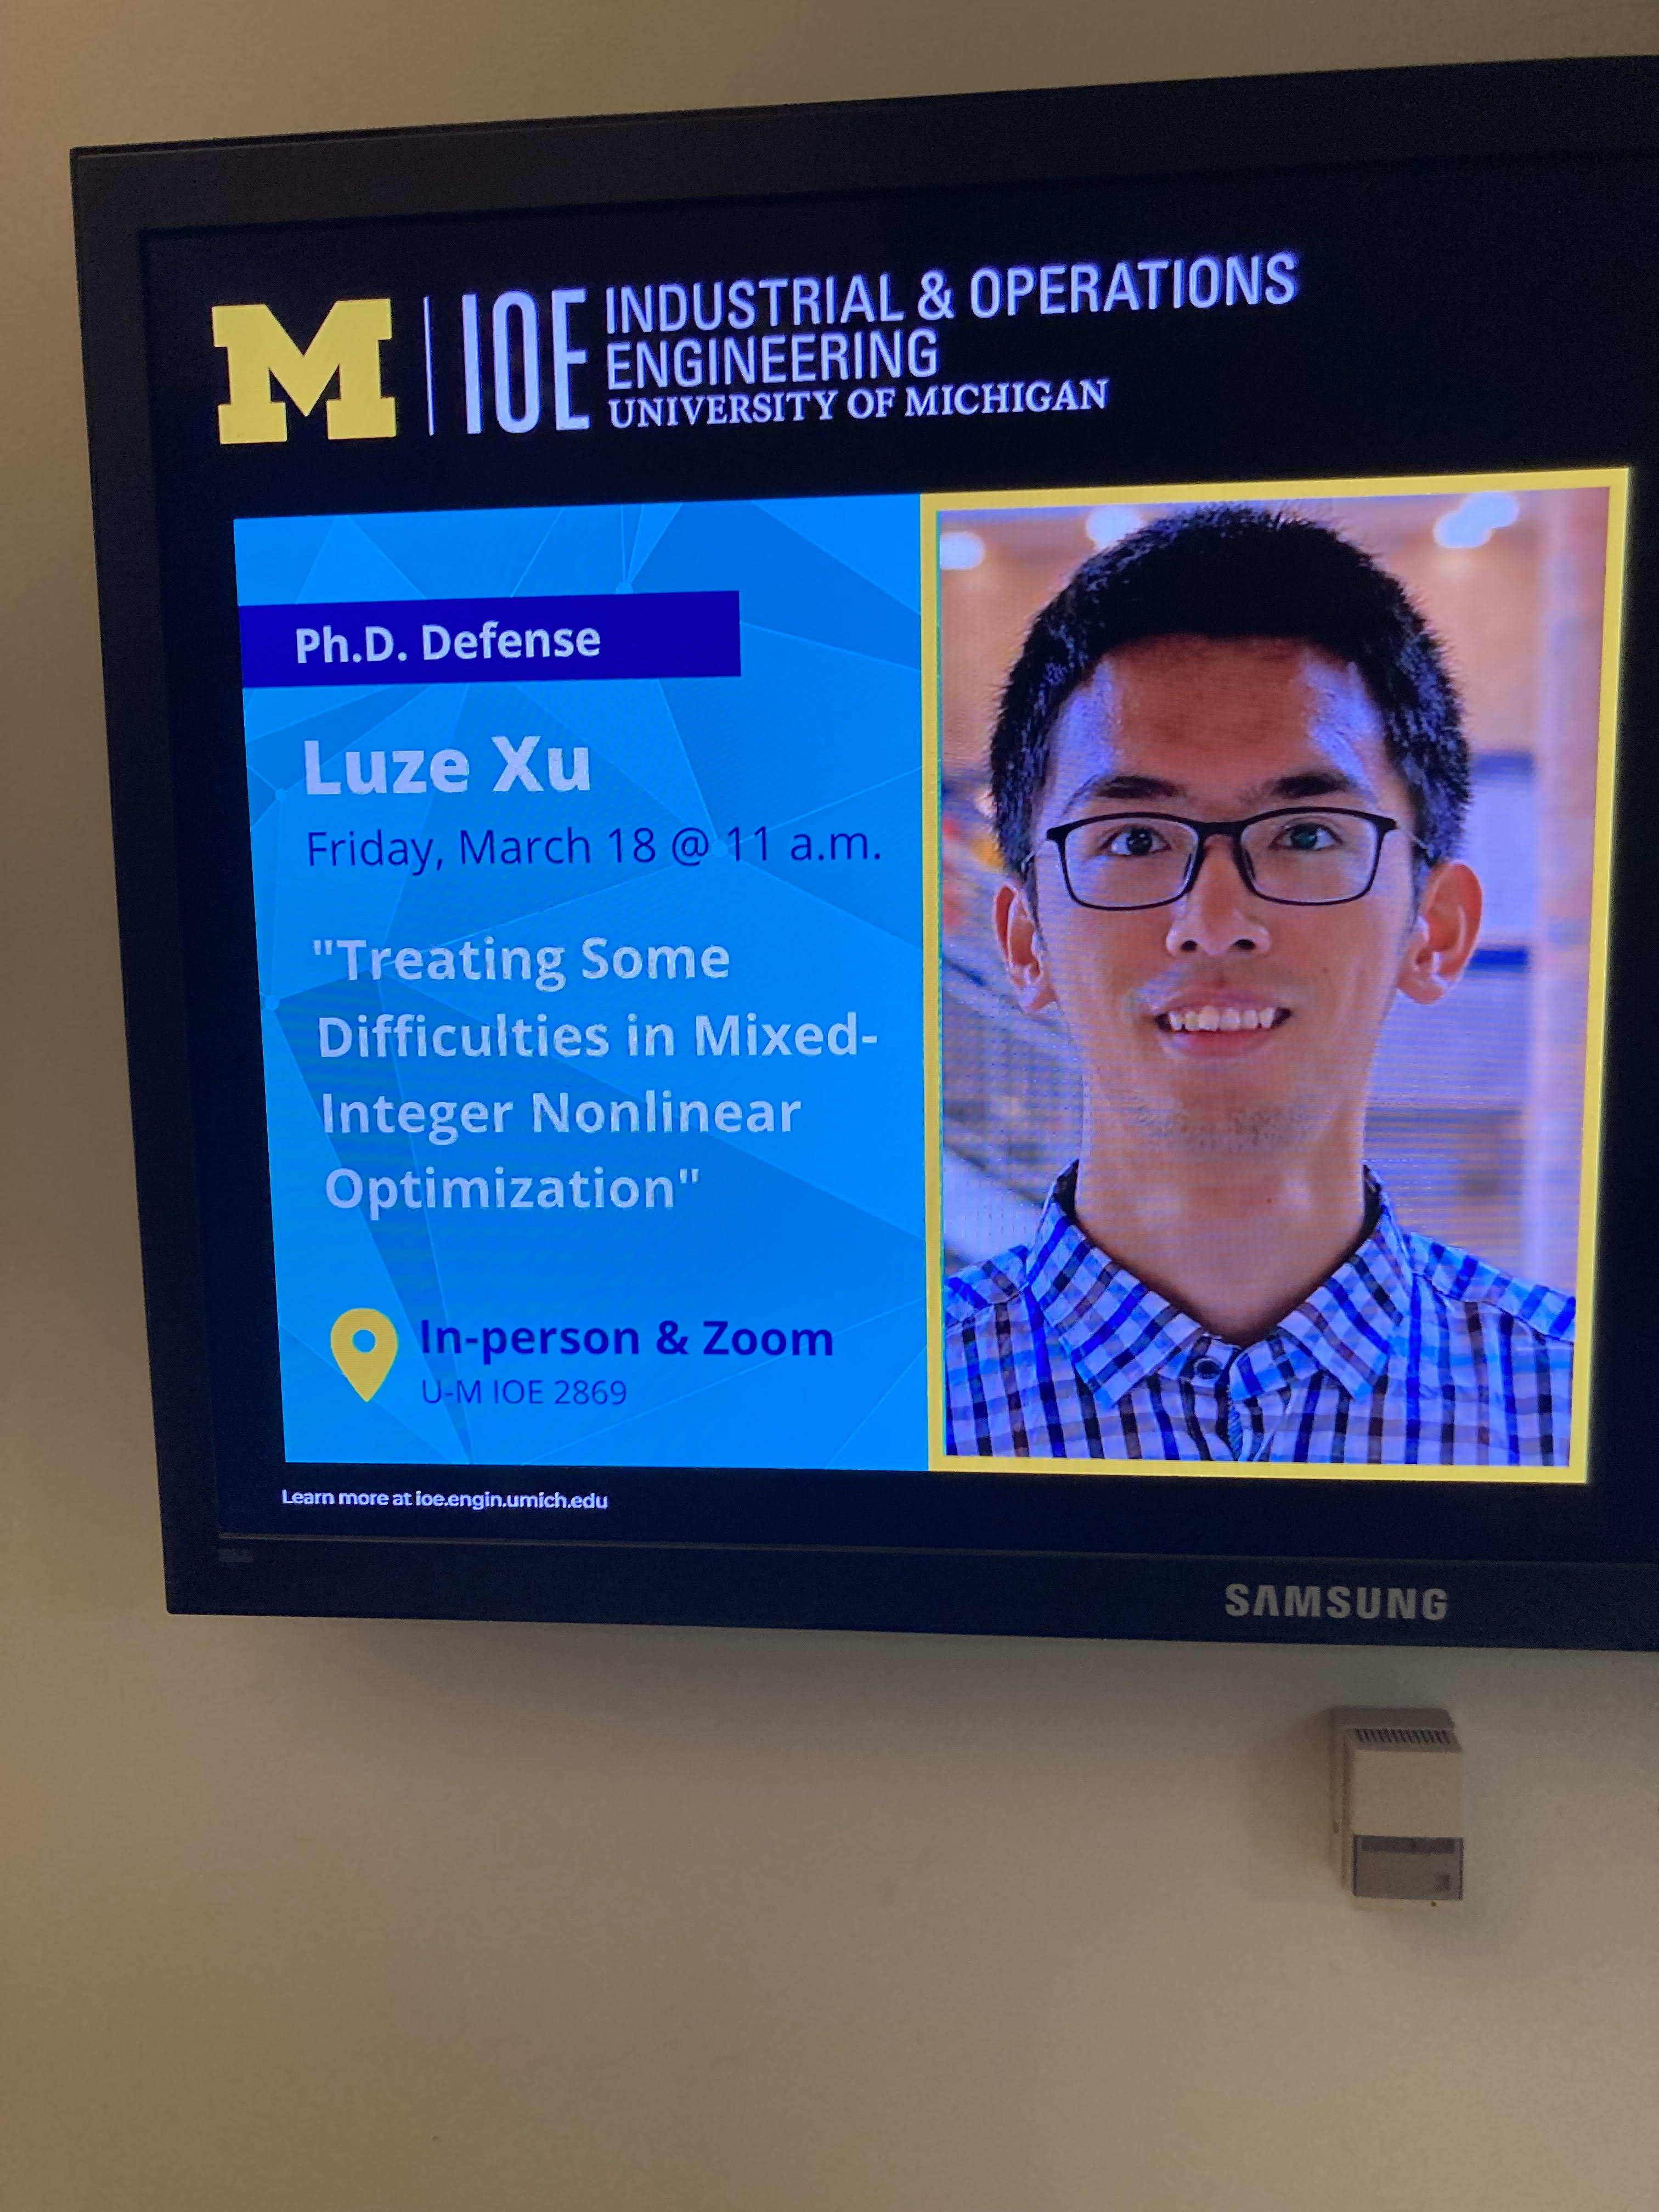 M
IOE
INDUSTRIAL & OPERATIONS
ENGINEERING
UNIVERSITY OF MICHIGAN
Ph.D. Defense
Luze Xu
Friday, March 18 @ 11 a.m.
"Treating Some
Difficulties in Mixed-
Integer Nonlinear
Optimization"
In-person & Zoom
U-M IOE 2869
Learn more at ioe.engin.umich.edu
SAMSUNG